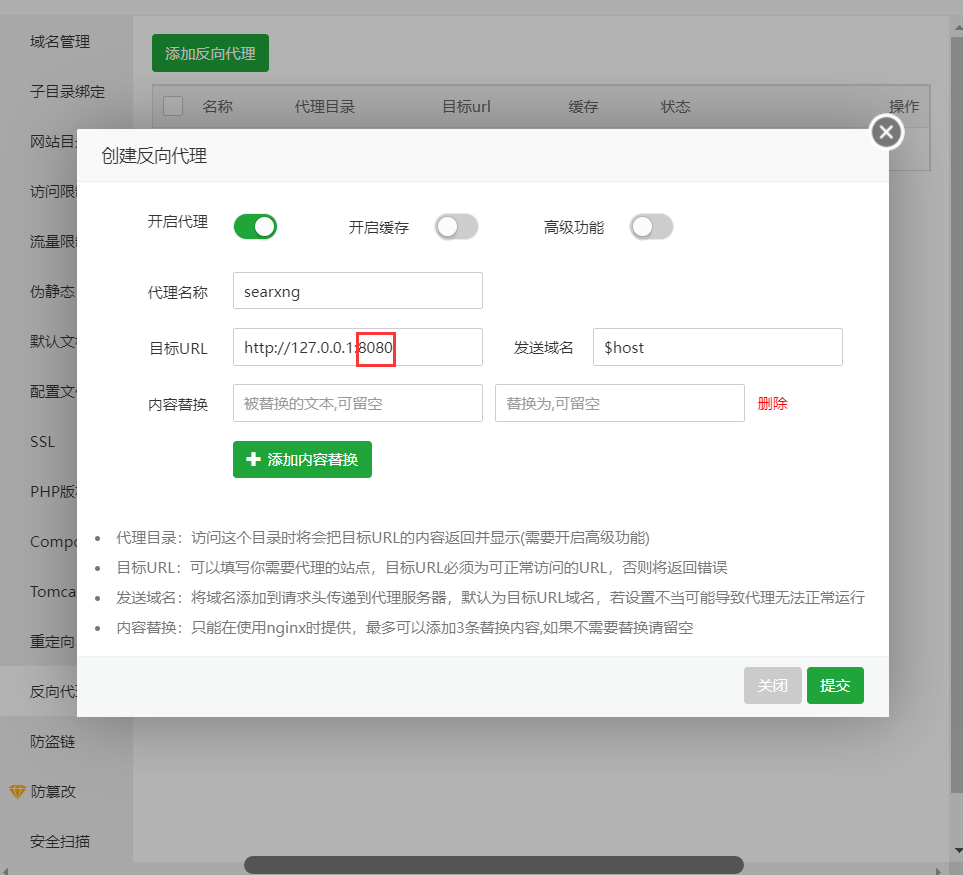 域名管理
添加反向代理
子目录绑定
名称 代理目录 目标url 缓存 状态 操作
网站目
创建反向代理
访问限
开启代理 开启缓存 高级功能
流量限
伪静态
代理名称 searxng
默认文
目标URL http://127.0.0.1:8080 发送域名 $host
配置文
内容替换 被替换的文本,可留空 替换为,可留空 删除
SSL
添加内容替换
PHP版
Compo
代理目录：访问这个目录时将会把目标URL的内容返回并显示(需要开启高级功能)
目标URL：可以填写你需要代理的站点，目标URL必须为可正常访问的URL，否则将返回错误
Tomca
发送域名：将域名添加到请求头传递到代理服务器，默认为目标URL域名，若设置不当可能导致代理无法正常运行
内容替换：只能在使用nginx时提供，最多可以添加3条替换内容,如果不需要替换请留空
重定向
反向代
关闭 提交
防盗链
防篡改
安全扫描